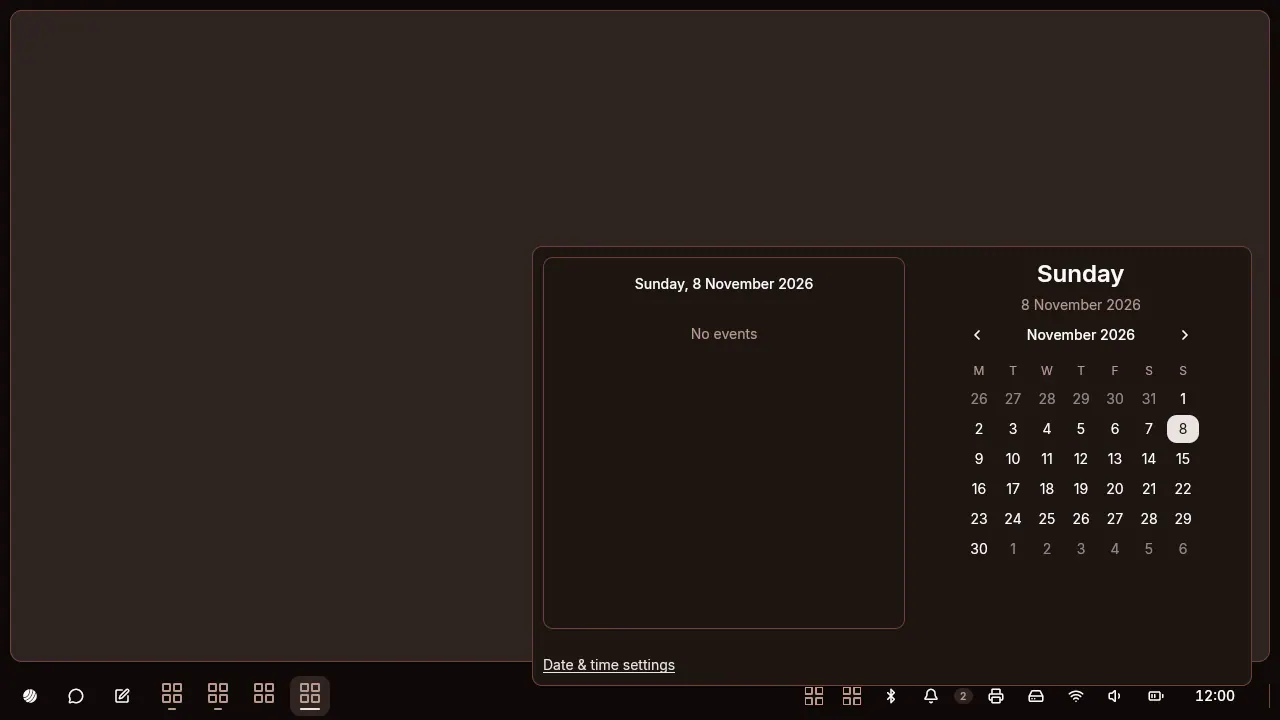 Sunday, 8 November 2026
No events
Date & time settings
Sunday
8 November 2026
November 2026
M T W T F S S
26 27 28 29 30 31 1
2 3 4 5 6 7 8
9 10 11 12 13 14 15
16 17 18 19 20 21 22
23 24 25 26 27 28 29
30 1 2 3 4 5 6
2
12:00